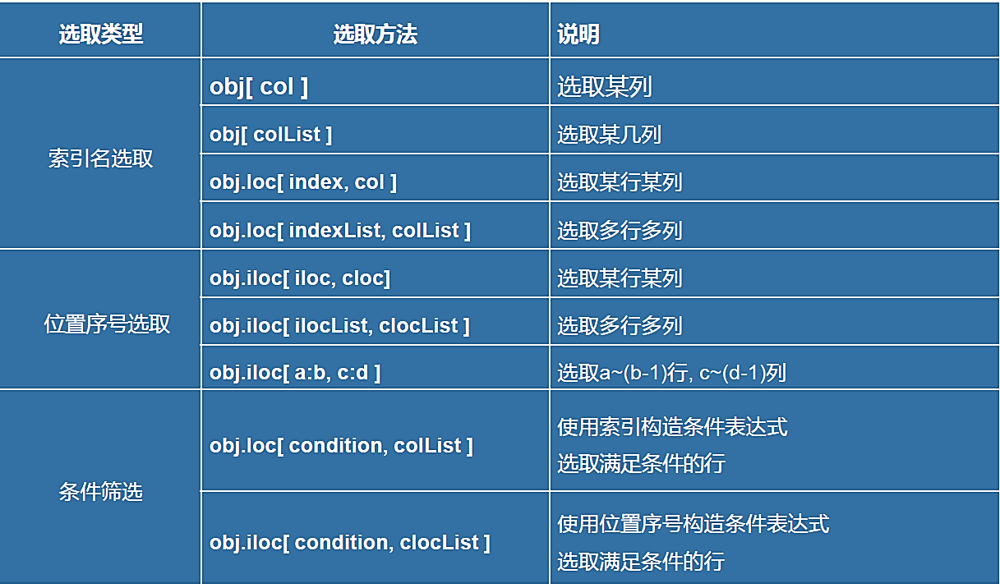 选取类型 选取方法 说明
索引名选取
obj[ col ] 选取某列
obj[ colList ] 选取某几列
obj.loc[ index, col ] 选取某行某列
obj.loc[ indexList, colList ] 选取多行多列
位置序号选取
obj.iloc[ iloc, cloc] 选取某行某列
obj.iloc[ ilocList, clocList ] 选取多行多列
obj.iloc[ a:b, c:d ] 选取a~(b-1)行, c~(d-1)列
条件筛选
obj.loc[ condition, colList ] 使用索引构造条件表达式
选取满足条件的行
obj.iloc[ condition, clocList ] 使用位置序号构造条件表达式
选取满足条件的行